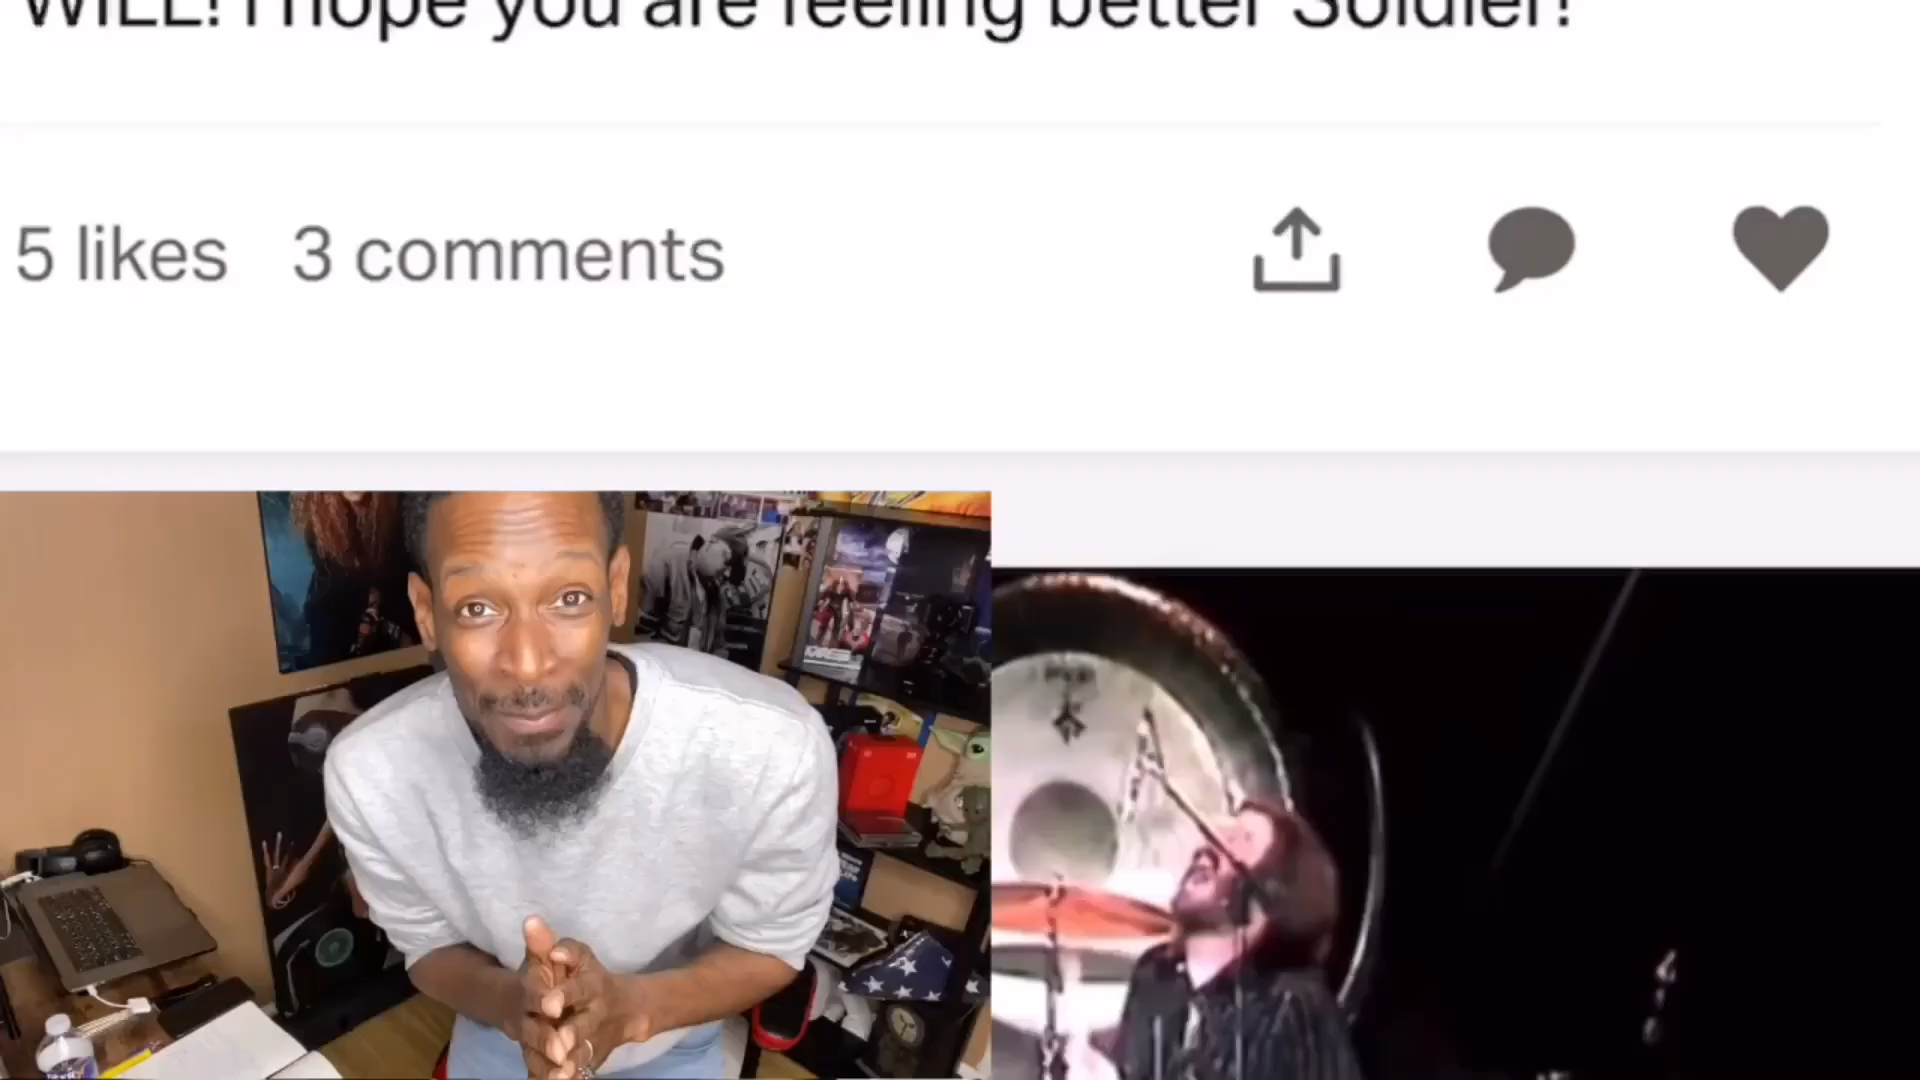 WILL! I hope you are feeling better Soldier!
5 likes 3 comments